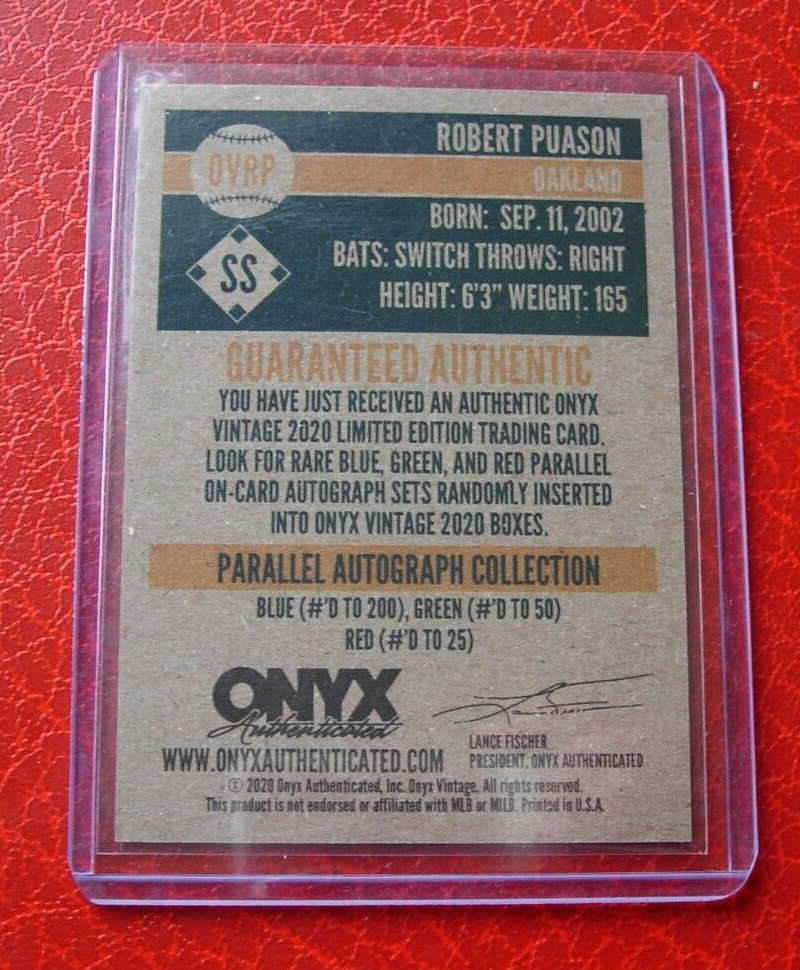 ROBERT PUASON
OVRP
OAKLAND
BORN: SEP. 11, 2002
BATS: SWITCH THROWS: RIGHT
SS
HEIGHT: 6'3" WEIGHT: 165
GUARANTEED AUTHENTIC
YOU HAVE JUST RECEIVED AN AUTHENTIC ONYX
VINTAGE 2020 LIMITED EDITION TRADING CARD.
LOOK FOR RARE BLUE, GREEN, AND RED PARALLEL
ON-CARD AUTOGRAPH SETS RANDOMLY INSERTED
INTO ONYX VINTAGE 2020 BOXES.
PARALLEL AUTOGRAPH COLLECTION
BLUE (#'D TO 200), GREEN (#'D TO 50)
RED (#'D TO 25)
ONYX
Authenticated
WWW.ONYXAUTHENTICATED.COM
LANCE FISCHER
PRESIDENT, ONYX AUTHENTICATED
© 2020 Onyx Authenticated, Inc. Onyx Vintage. All rights reserved.
This product is not endorsed or affiliated with MLB or MILB. Printed in U.S.A.